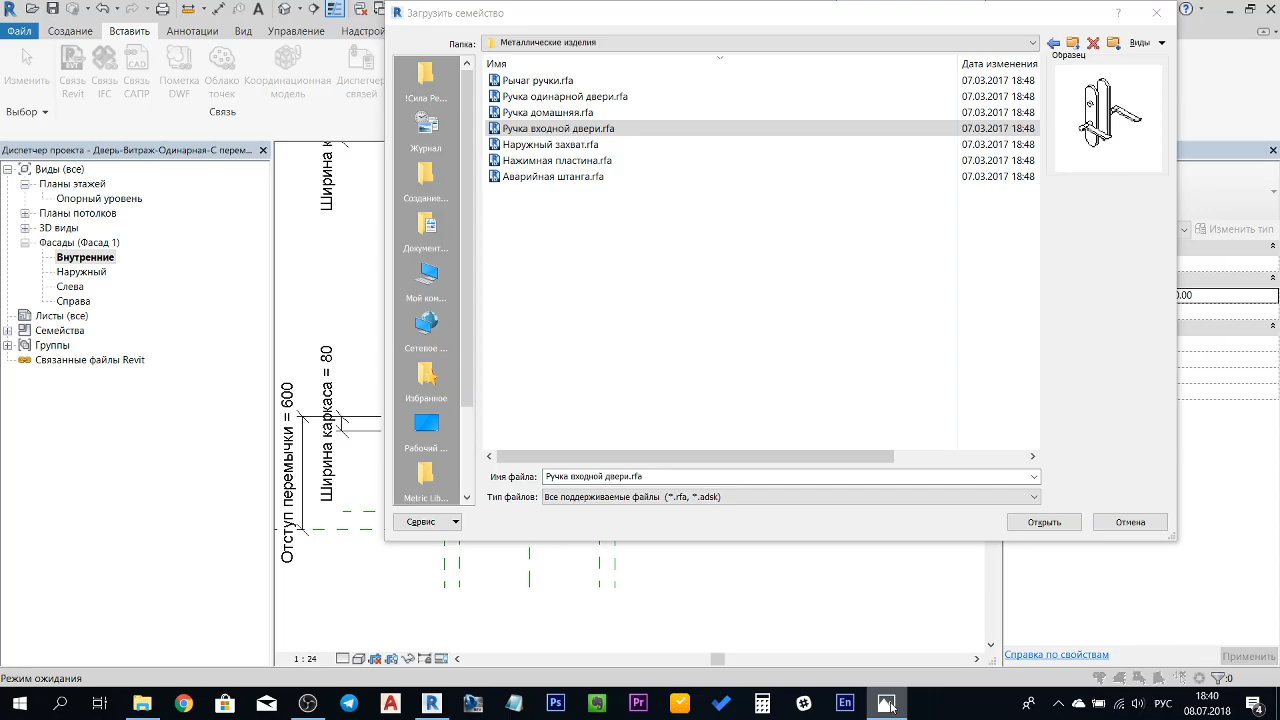 Загрузить семейство
Файл
Создание
Вставить
Аннотации
Вид
Управление
Надстрой
Изменить
Связь
Revit
Связь
IFC
Связь
САПР
Пометка
DWF
Облако
точек
Координационная
модель
Диспетчер
связей
Выбор
Связь
Папка:
Металлические изделия
Виды
Образец
Имя
Дата изменения
Рычаг ручки.rfa
07.03.2017 18:48
Ручка одинарной двери.rfa
07.03.2017 18:48
Ручка домашняя.rfa
07.03.2017 18:48
Ручка входной двери.rfa
07.03.2017 18:48
Наружный захват.rfa
07.03.2017 18:48
Нажимная пластина.rfa
07.03.2017 18:48
Аварийная штанга.rfa
07.03.2017 18:48
!Сила Ре...
Журнал
Создание...
Документ...
Мой ком...
Сетевое ...
Избранное
Рабочий ...
Metric Lib...
Имя файла:
Ручка входной двери.rfa
Тип файлов:
Все поддерживаемые файлы (*.rfa, *.adsk)
Сервис
Открыть
Отмена
Диспетчер проекта - Дверь-Витраж-Одинарная-С перем...
Виды (все)
Планы этажей
Опорный уровень
Планы потолков
3D виды
Фасады (Фасад 1)
Внутренние
Наружный
Слева
Справа
Листы (все)
Семейства
Группы
Связанные файлы Revit
Ширина к
Ширина каркаса = 80
Отступ перемычки = 600
Изменить тип
0.00
1 : 24
Справка по свойствам
Применить
Режим ожидания
:0
РУС
18:40
08.07.2018
4